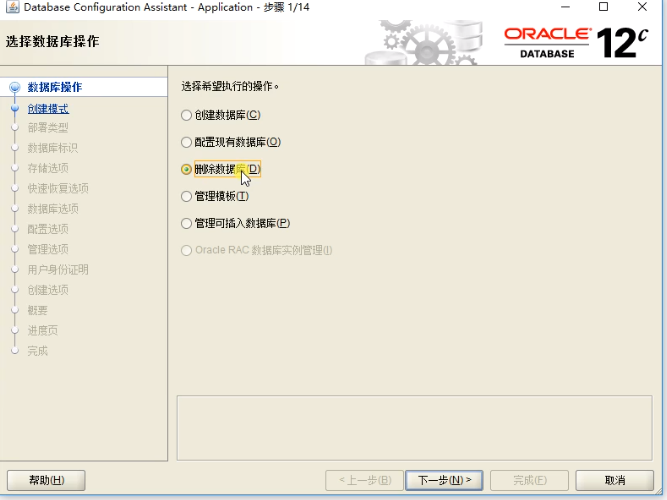 Database Configuration Assistant - Application - 步骤 1/14
选择数据库操作
ORACLE
DATABASE
12c
数据库操作
创建模式
部署类型
数据库标识
存储选项
快速恢复选项
数据库选项
配置选项
管理选项
用户身份证明
创建选项
概要
进度页
完成
选择希望执行的操作。
创建数据库(C)
配置现有数据库(O)
删除数据库(D)
管理模板(T)
管理可插入数据库(P)
Oracle RAC 数据库实例管理(I)
帮助(H)
<上一步(B)
下一步(N) >
完成(F)
取消